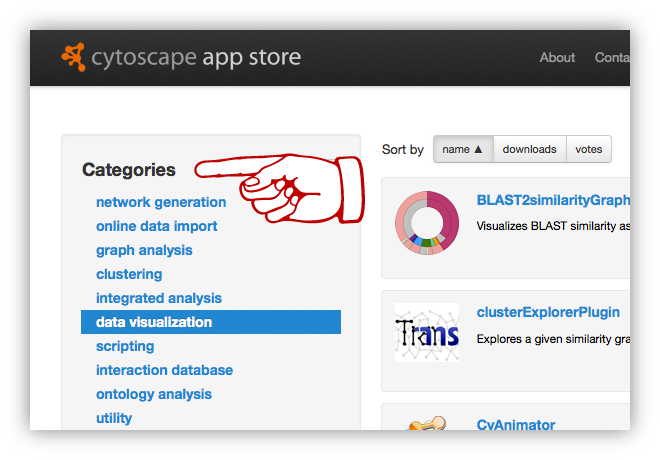 cytoscape app store
About
Conta
Categories
network generation
online data import
graph analysis
clustering
integrated analysis
data visualization
scripting
interaction database
ontology analysis
utility
Sort by name ▲ downloads votes
BLAST2similarityGraph
Visualizes BLAST similarity as
Trans
clusterExplorerPlugin
Explores a given similarity gra
CyAnimator